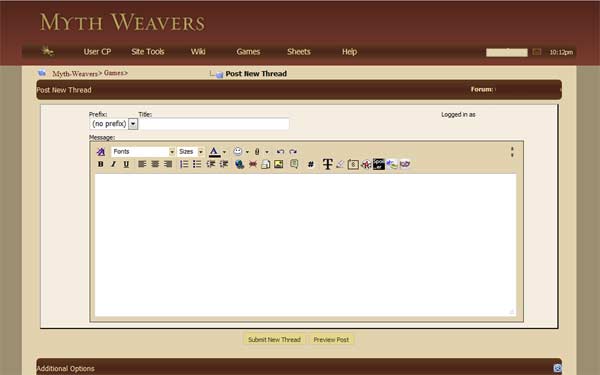 MYTH WEAVERS
User CP Site Tools Wiki Games Sheets Help 10:12pm
Myth-Weavers> Games> Post New Thread
Post New Thread Forum:
Prefix: Title: Logged in as
(no prefix)
Message:
A Fonts Sizes A
B I U # T 6
Submit New Thread Preview Post
Additional Options